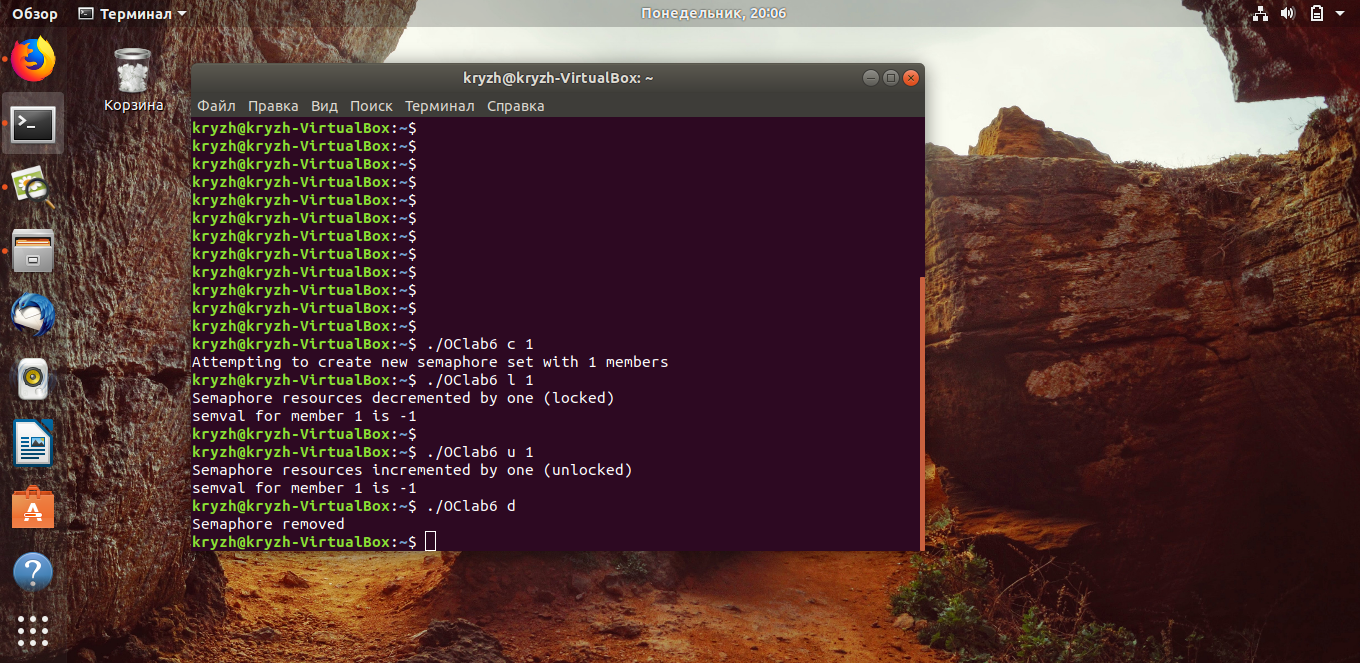 Обзор Терминал Понедельник, 20:06
Корзина
kryzh@kryzh-VirtualBox: ~
Файл Правка Вид Поиск Терминал Справка
kryzh@kryzh-VirtualBox:~$
kryzh@kryzh-VirtualBox:~$
kryzh@kryzh-VirtualBox:~$
kryzh@kryzh-VirtualBox:~$
kryzh@kryzh-VirtualBox:~$
kryzh@kryzh-VirtualBox:~$
kryzh@kryzh-VirtualBox:~$
kryzh@kryzh-VirtualBox:~$
kryzh@kryzh-VirtualBox:~$
kryzh@kryzh-VirtualBox:~$
kryzh@kryzh-VirtualBox:~$
kryzh@kryzh-VirtualBox:~$
kryzh@kryzh-VirtualBox:~$ ./OClab6 c 1
Attempting to create new semaphore set with 1 members
kryzh@kryzh-VirtualBox:~$ ./OClab6 l 1
Semaphore resources decremented by one (locked)
semval for member 1 is -1
kryzh@kryzh-VirtualBox:~$
kryzh@kryzh-VirtualBox:~$ ./OClab6 u 1
Semaphore resources incremented by one (unlocked)
semval for member 1 is -1
kryzh@kryzh-VirtualBox:~$ ./OClab6 d
Semaphore removed
kryzh@kryzh-VirtualBox:~$